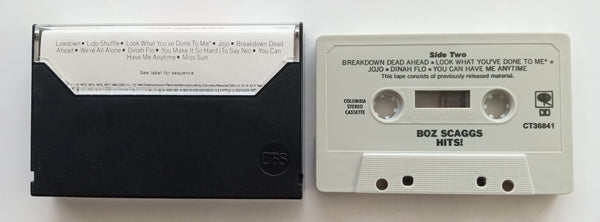 Lowdown • Lido Shuffle • Look What You've Done To Me* • Jojo • Breakdown Dead
Ahead • We're All Alone • Dinah Flo • You Make It So Hard (To Say No) • You Can
Have Me Anytime • Miss Sun
See label for sequence
CBS
Side Two
BREAKDOWN DEAD AHEAD • LOOK WHAT YOU'VE DONE TO ME* •
JOJO • DINAH FLO • YOU CAN HAVE ME ANYTIME
This tape consists of previously released material.
COLUMBIA
STEREO
CASSETTE
CT36841
BOZ SCAGGS
HITS!